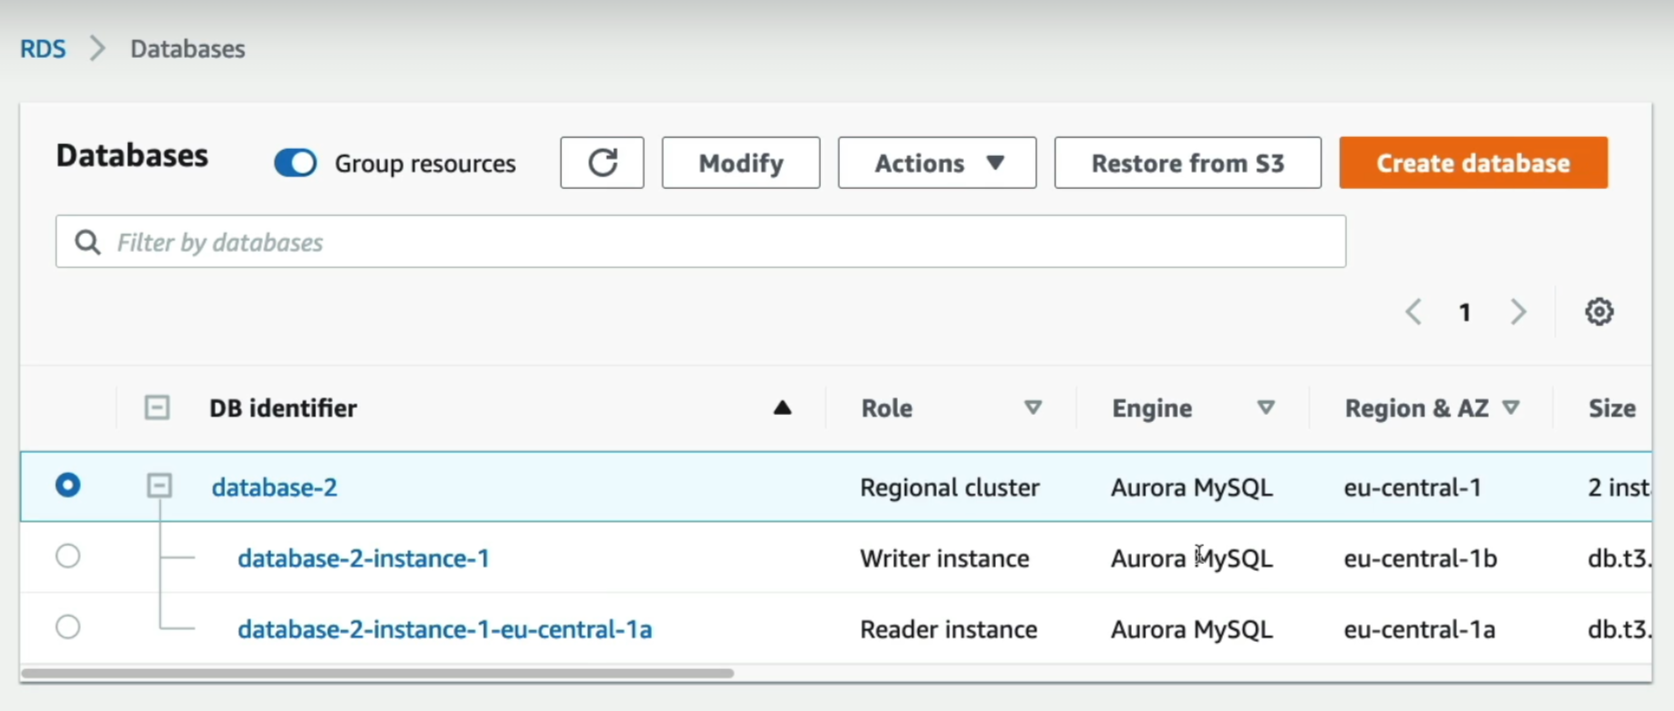 RDS > Databases
Databases Group resources Modify Actions Restore from S3 Create database
Filter by databases
1
DB identifier Role Engine Region & AZ Size
database-2 Regional cluster Aurora MySQL eu-central-1 2 inst
database-2-instance-1 Writer instance Aurora MySQL eu-central-1b db.t3.
database-2-instance-1-eu-central-1a Reader instance Aurora MySQL eu-central-1a db.t3.